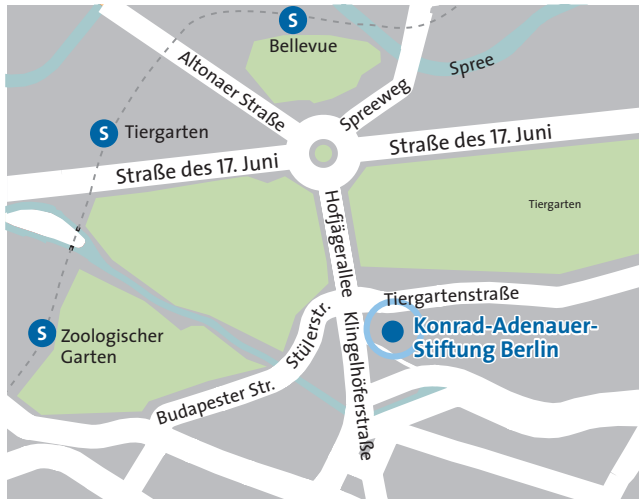 S
Bellevue
Spree
Altonaer Straße
Spreeweg
S
Tiergarten
Straße des 17. Juni
Straße des 17. Juni
Tiergarten
Hofjägerallee
Tiergartenstraße
S
Zoologischer
Garten
Stülerstr.
Klingelhöferstraße
Konrad-Adenauer-
Stiftung Berlin
Budapester Str.